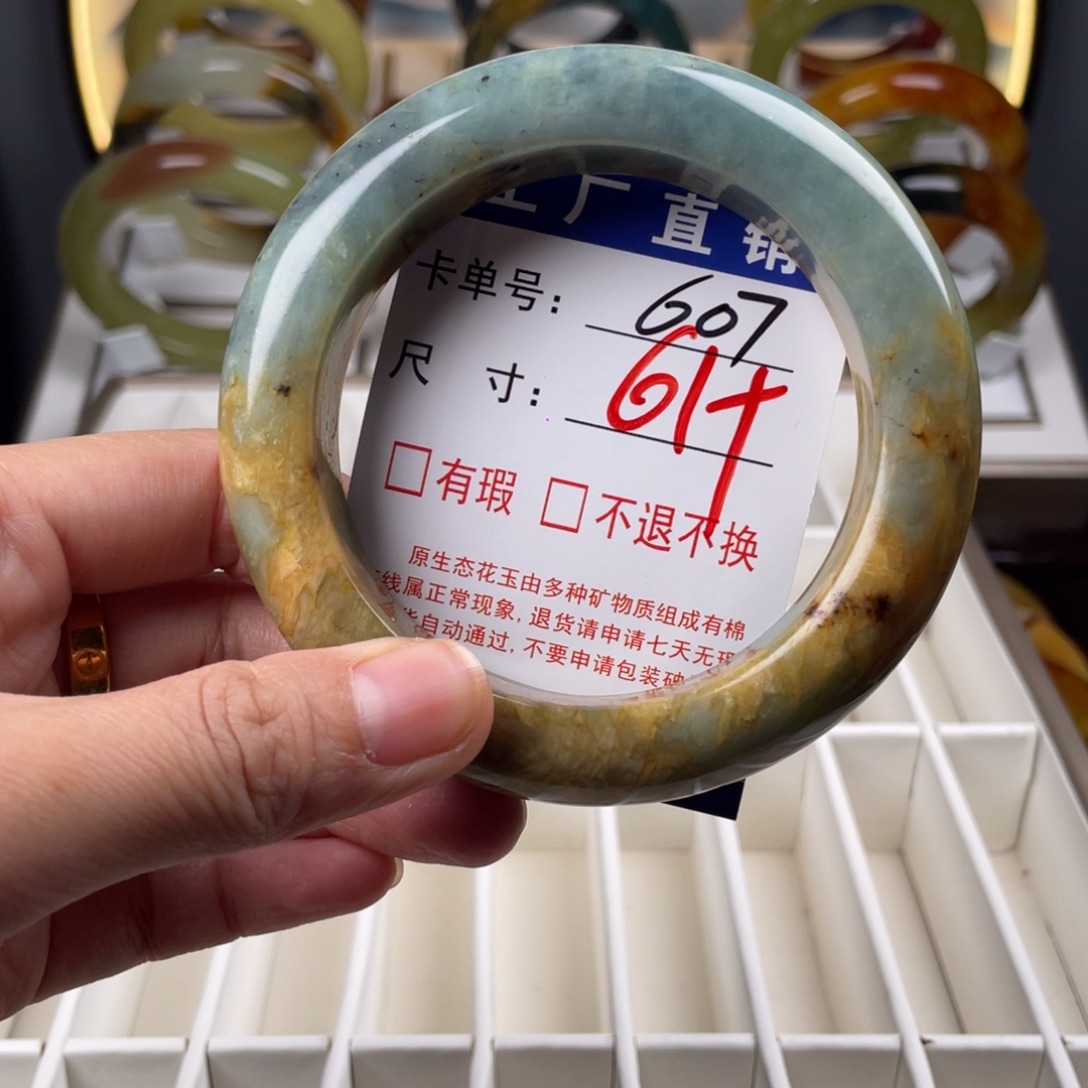 工厂直销
卡单号：607
尺 寸：61+
□有瑕 □不退不换
原生态花玉由多种矿物质组成有棉
线属正常现象,退货请申请七天无理
自动通过,不要申请包装破